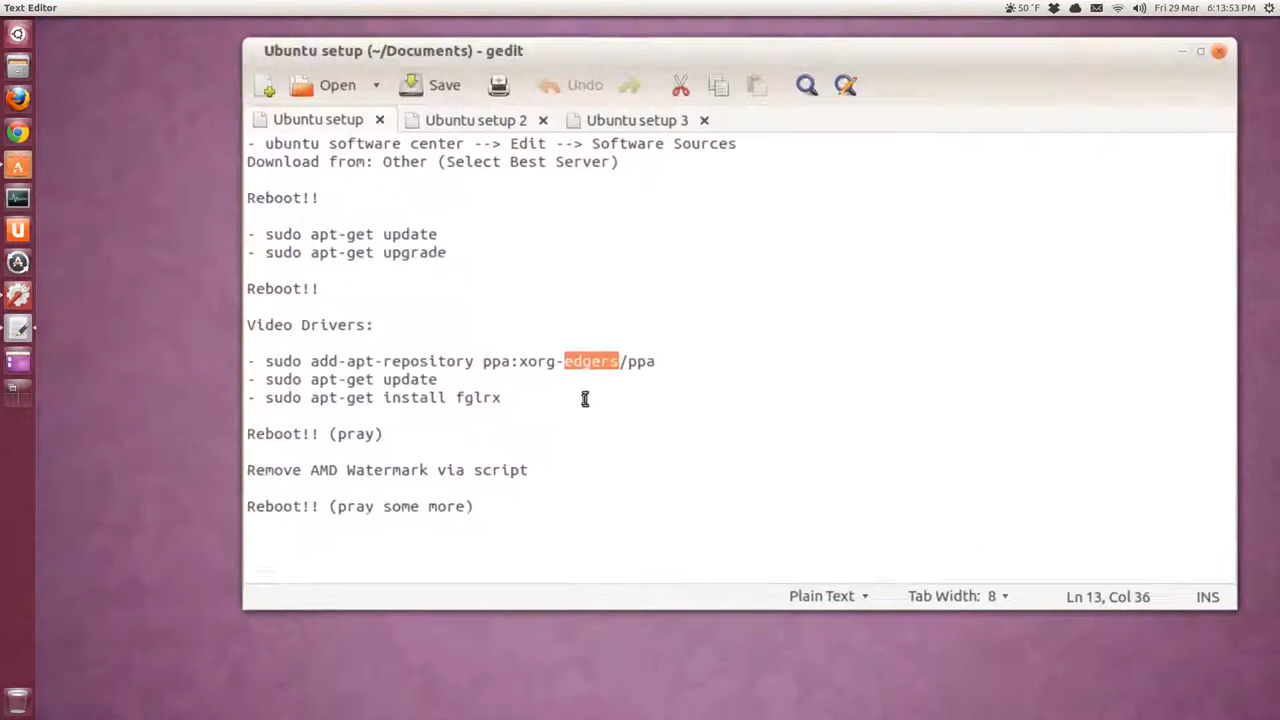 Text Editor
50 °F
Fri 29 Mar
6:13:53 PM
Ubuntu setup (~/Documents) - gedit
Open
Save
Undo
Ubuntu setup
Ubuntu setup 2
Ubuntu setup 3
- ubuntu software center --> Edit --> Software Sources
Download from: Other (Select Best Server)
Reboot!!
- sudo apt-get update
- sudo apt-get upgrade
Reboot!!
Video Drivers:
- sudo add-apt-repository ppa:xorg-edgers/ppa
- sudo apt-get update
- sudo apt-get install fglrx
Reboot!! (pray)
Remove AMD Watermark via script
Reboot!! (pray some more)
Plain Text
Tab Width: 8
Ln 13, Col 36
INS